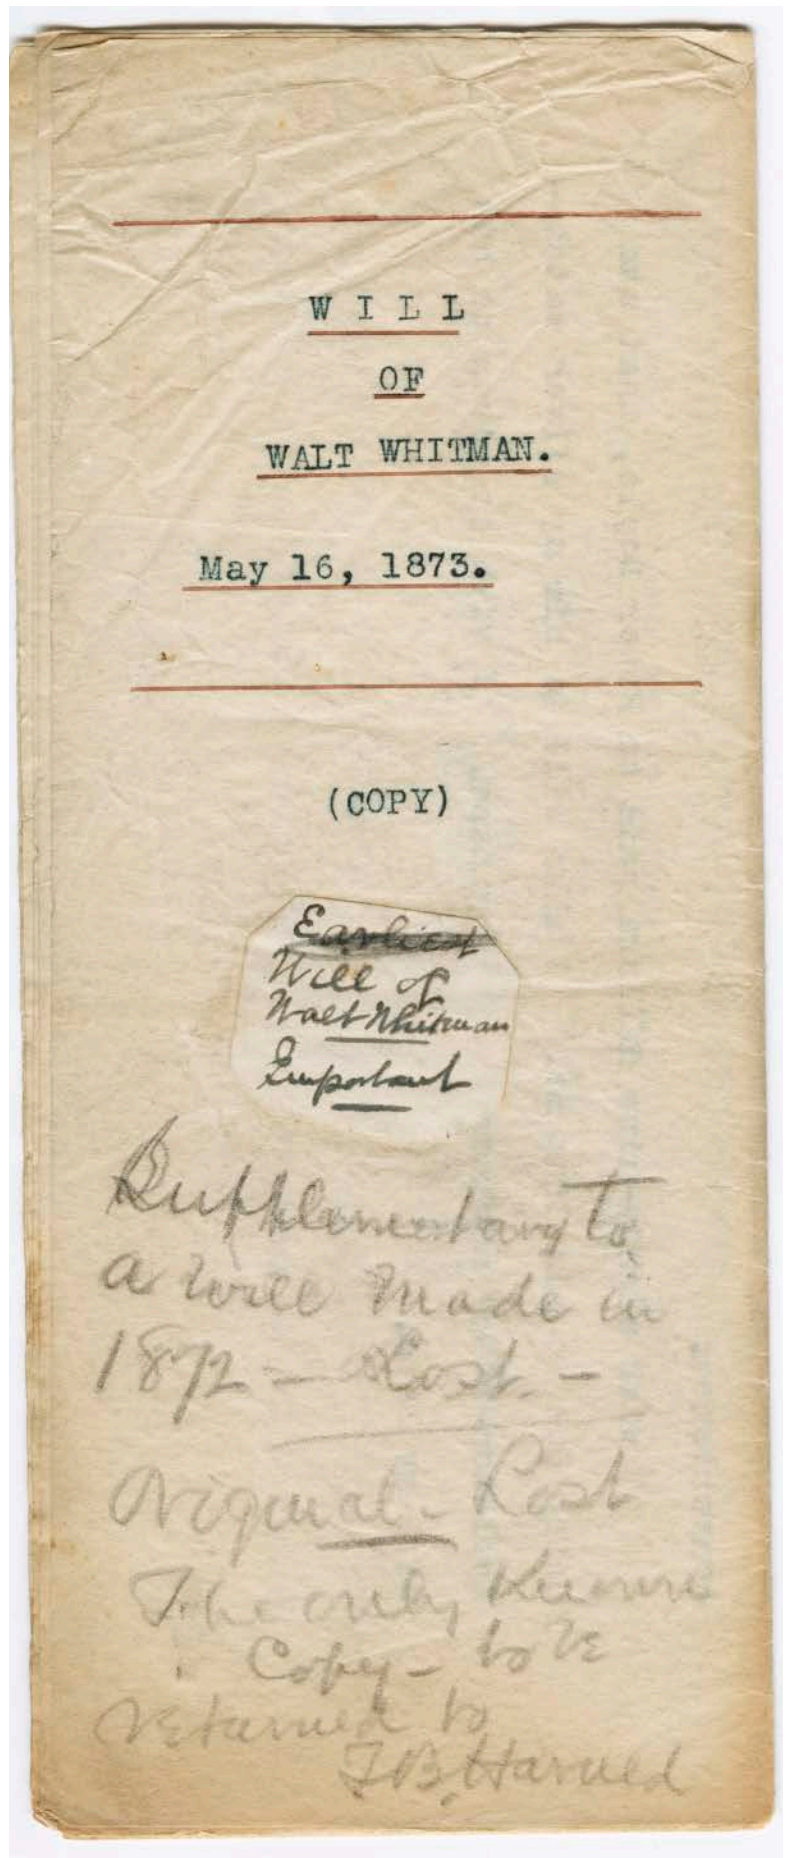 WILL
OF
WALT WHITMAN.
May 16, 1873.
(COPY)
Earliest
Will of
Walt Whitman
Important
Supplementary to
a will made in
1872 – Lost. –
Original – Lost
The only known
Copy – to be
returned to
T.B. Harned